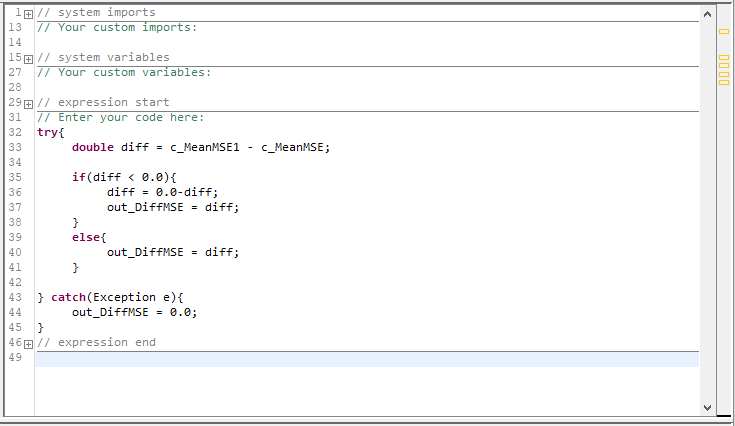 1 // system imports
13 // Your custom imports:
14
15 // system variables
27 // Your custom variables:
28
29 // expression start
31 // Enter your code here:
32 try{
33 double diff = c_MeanMSE1 - c_MeanMSE;
34
35 if(diff < 0.0){
36 diff = 0.0-diff;
37 out_DiffMSE = diff;
38 }
39 else{
40 out_DiffMSE = diff;
41 }
42
43 } catch(Exception e){
44 out_DiffMSE = 0.0;
45 }
46 // expression end
49